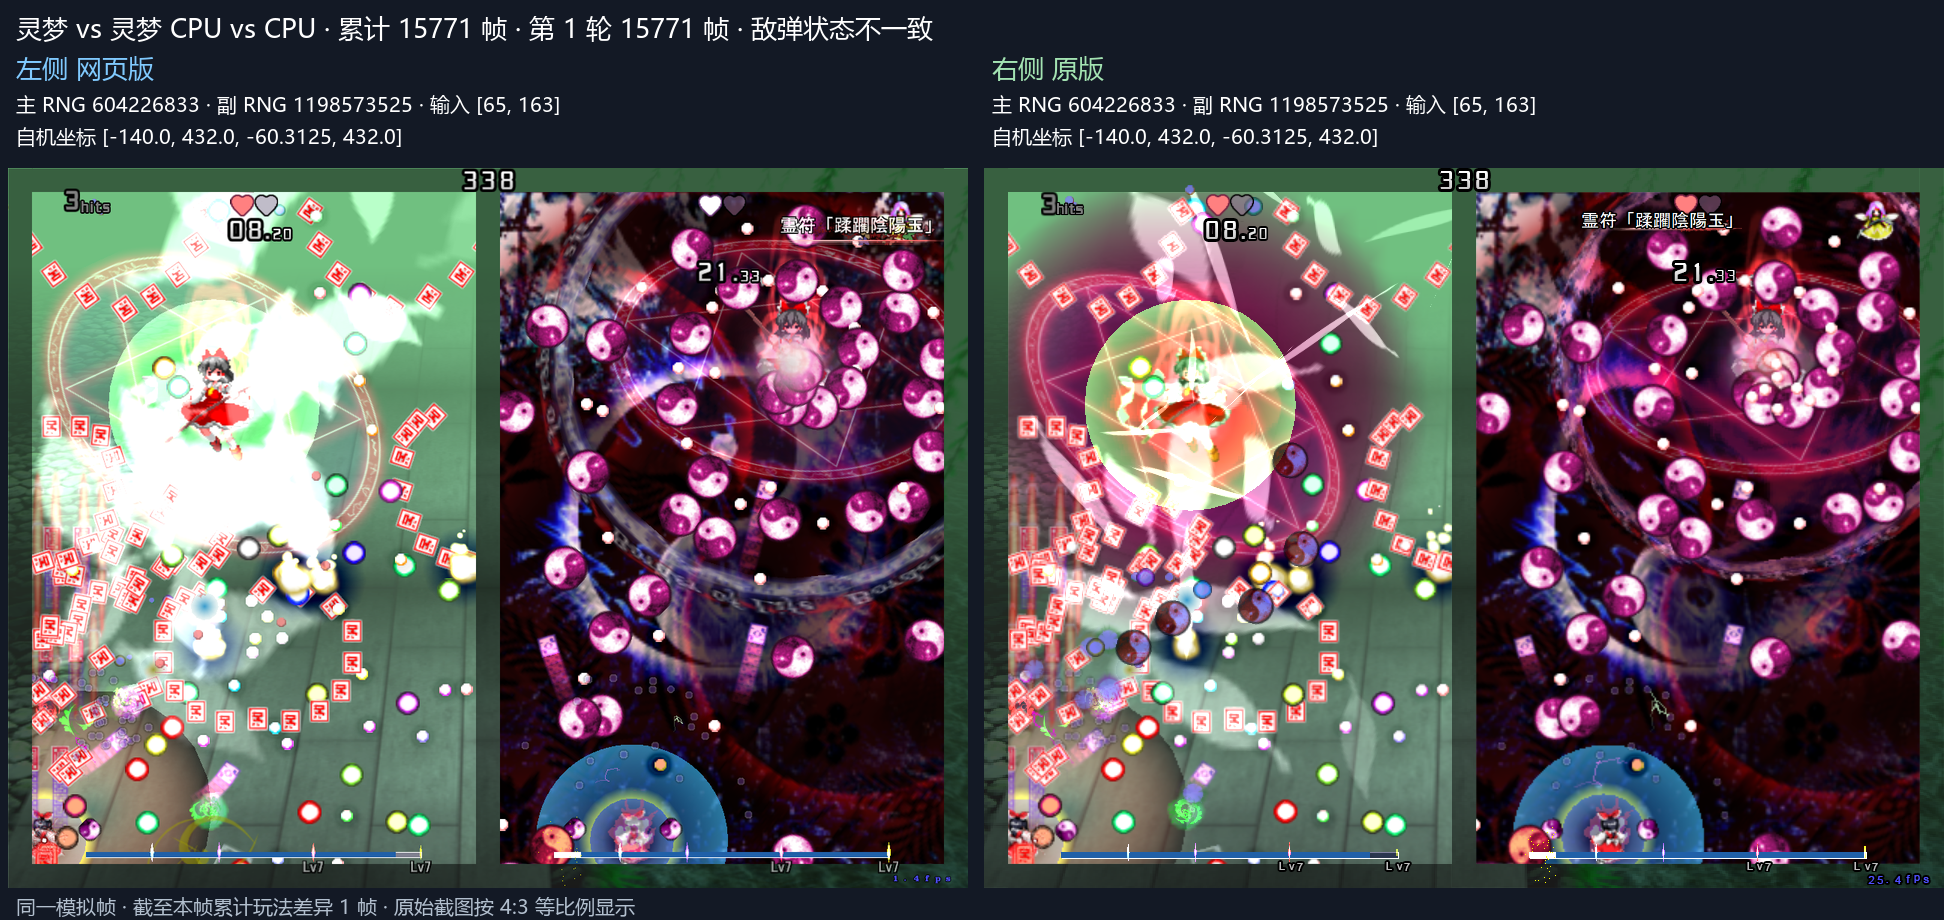 灵梦 vs 灵梦 CPU vs CPU · 累计 15771 帧 · 第 1 轮 15771 帧 · 敌弹状态不一致
左侧 网页版
主 RNG 604226833 · 副 RNG 1198573525 · 输入 [65, 163]
自机坐标 [-140.0, 432.0, -60.3125, 432.0]
右侧 原版
主 RNG 604226833 · 副 RNG 1198573525 · 输入 [65, 163]
自机坐标 [-140.0, 432.0, -60.3125, 432.0]
338
3hits
08.20
霊符「蹂躙陰陽玉」
21.33
Lv7
Lv7
Lv7
Lv7
1.4fps
338
3hits
08.20
霊符「蹂躙陰陽玉」
21.33
Lv7
Lv7
Lv7
Lv7
25.4fps
同一模拟帧 · 截至本帧累计玩法差异 1 帧 · 原始截图按 4:3 等比例显示